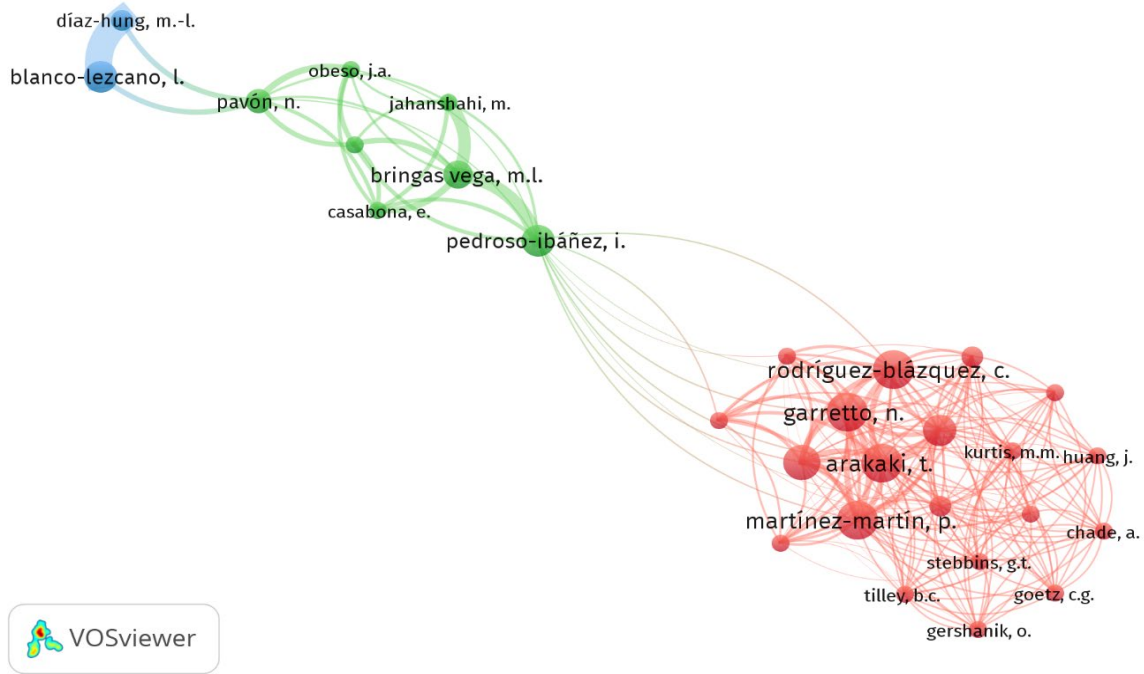 díaz-hung, m.-l.
blanco-lezcano, l.
pavón, n.
obeso, j.a.
jahanshahi, m.
bringas vega, m.l.
casabona, e.
pedroso-ibáñez, i.
rodríguez-blázquez, c.
garretto, n.
arakaki, t.
kurtis, m.m.
huang, j.
martínez-martín, p.
chade, a.
stebbins, g.t.
tilley, b.c.
goetz, c.g.
gershanik, o.
VOSviewer